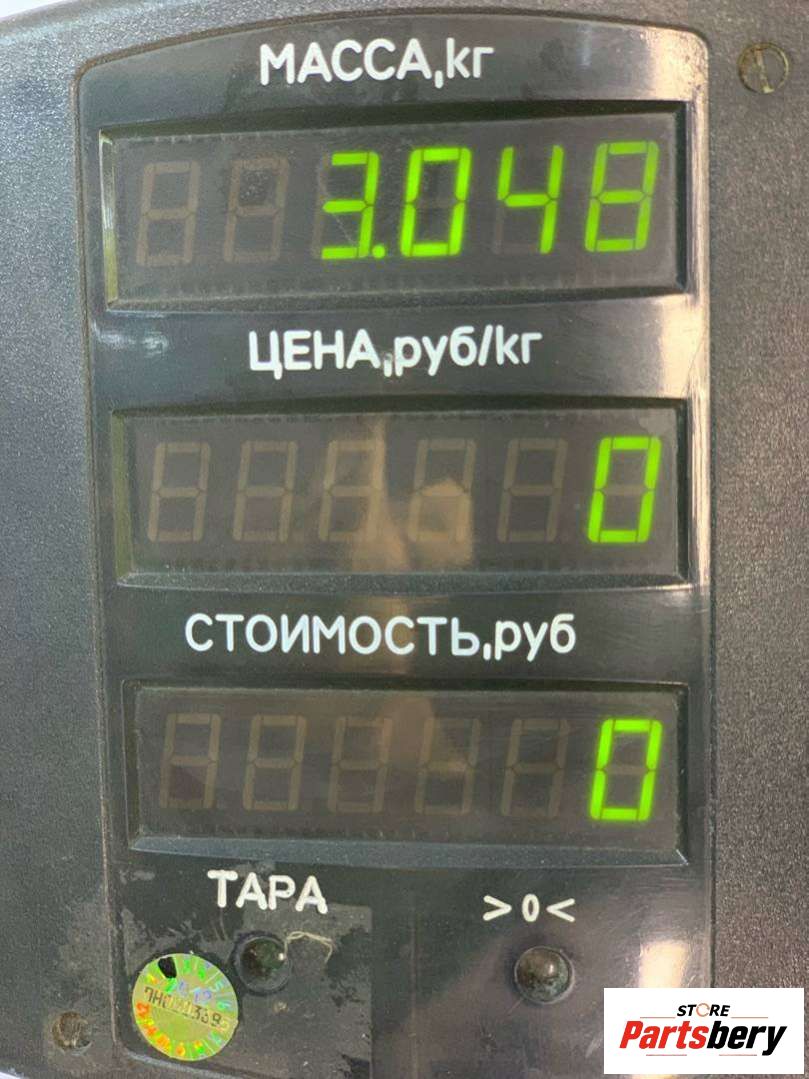 МАССА,кг
3.048
ЦЕНА,руб/кг
0
СТОИМОСТЬ,руб
0
ТАРА
>0<
STORE
Partsbery